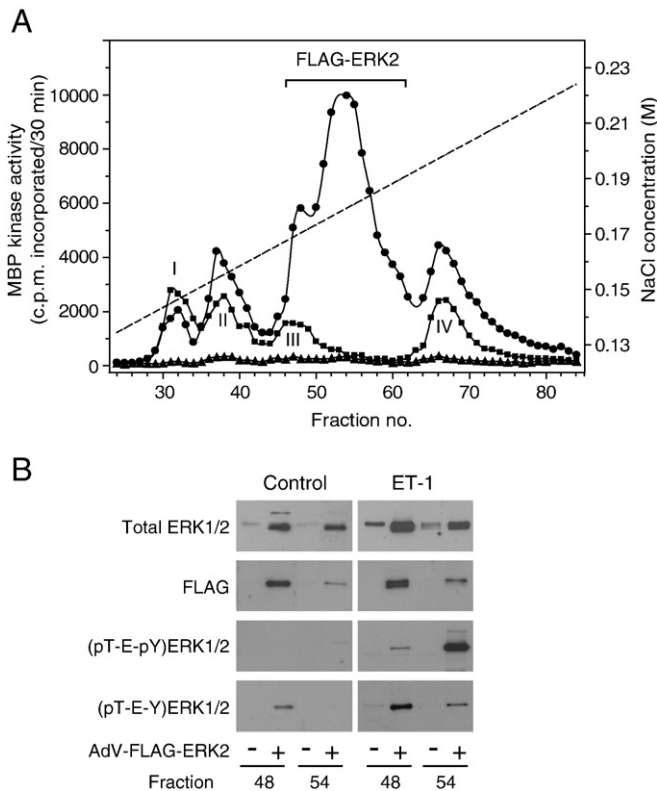 A
FLAG-ERK2
MBP kinase activity
(c.p.m. incorporated/30 min)
10000
8000
6000
4000
2000
0
I
II
III
IV
0.23
0.21
0.19
0.17
0.15
0.13
NaCl concentration (M)
30 40 50 60 70 80
Fraction no.
B
Control ET-1
Total ERK1/2
FLAG
(pT-E-pY)ERK1/2
(pT-E-Y)ERK1/2
AdV-FLAG-ERK2 - + - + - + - +
Fraction 48 54 48 54